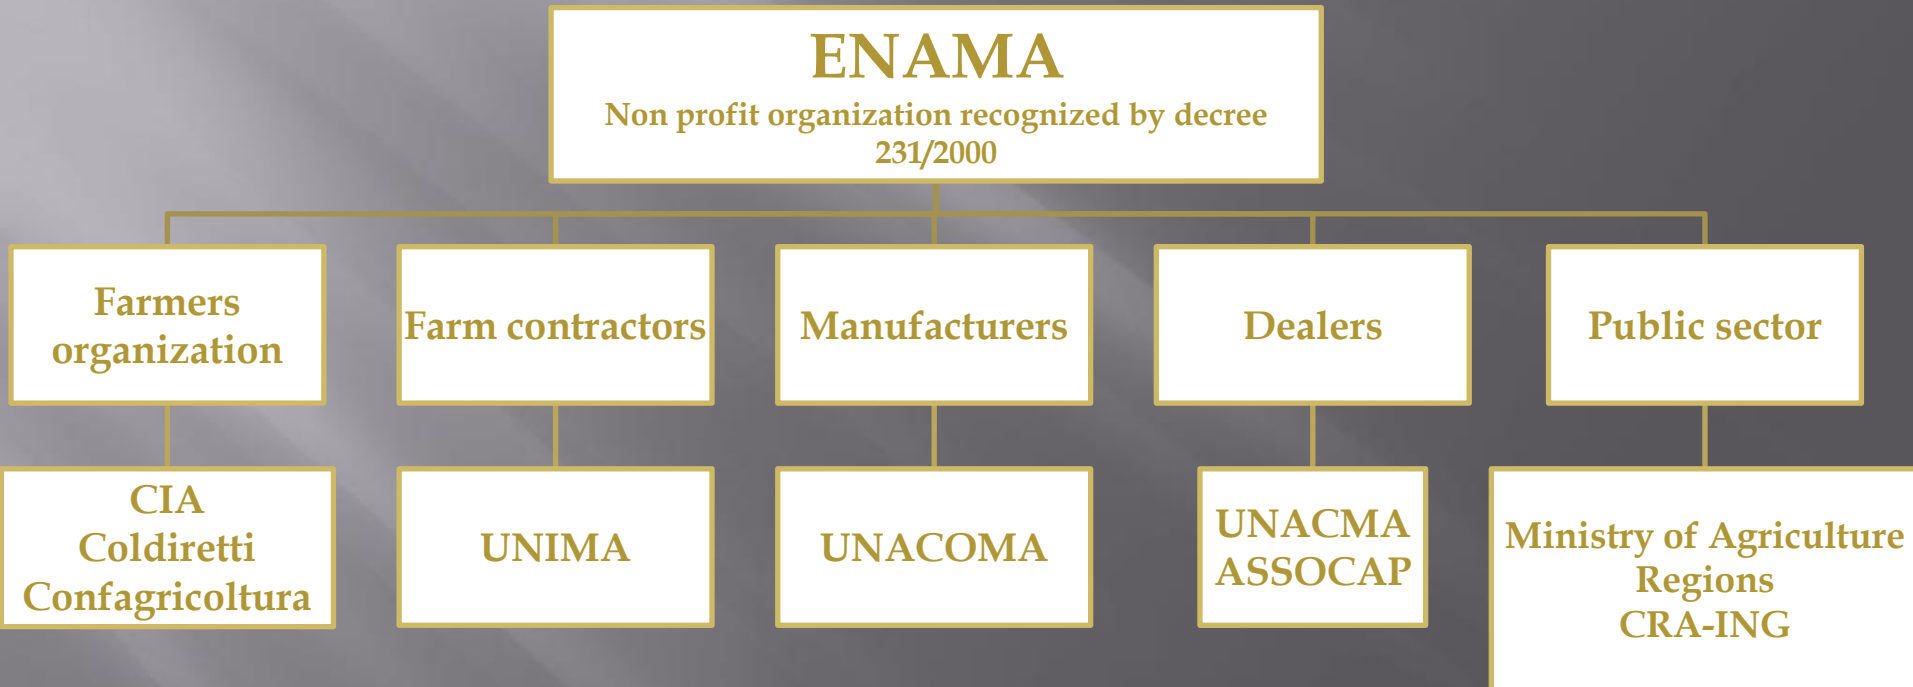 ENAMA
Non profit organization recognized by decree
231/2000
Farmers
organization
Farm contractors
Manufacturers
Dealers
Public sector
CIA
Coldiretti
Confagricoltura
UNIMA
UNACOMA
UNACMA
ASSOCAP
Ministry of Agriculture
Regions
CRA-ING